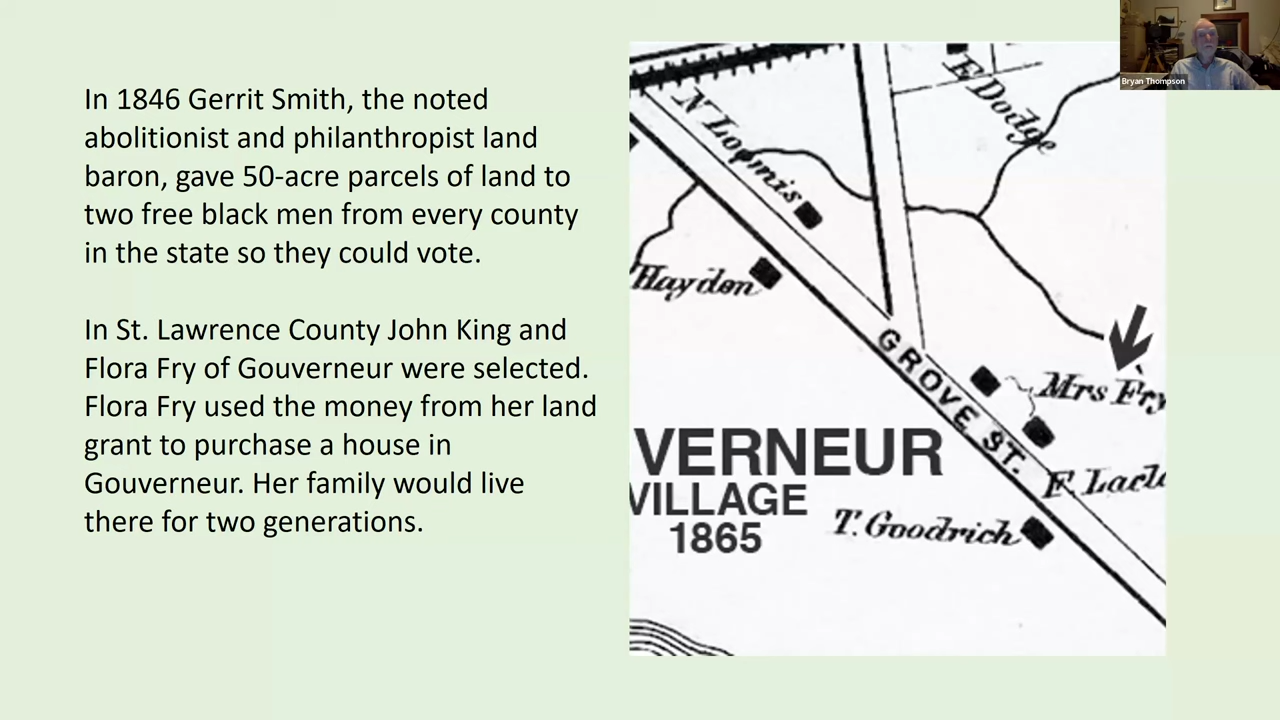 In 1846 Gerrit Smith, the noted
abolitionist and philanthropist land
baron, gave 50-acre parcels of land to
two free black men from every county
in the state so they could vote.
In St. Lawrence County John King and
Flora Fry of Gouverneur were selected.
Flora Fry used the money from her land
grant to purchase a house in
Gouverneur. Her family would live
there for two generations.
Bryan Thompson
E. Dodge
N Loomis
Haydon
GROVE ST.
Mrs Fry
VERNEUR
VILLAGE
1865
T. Goodrich